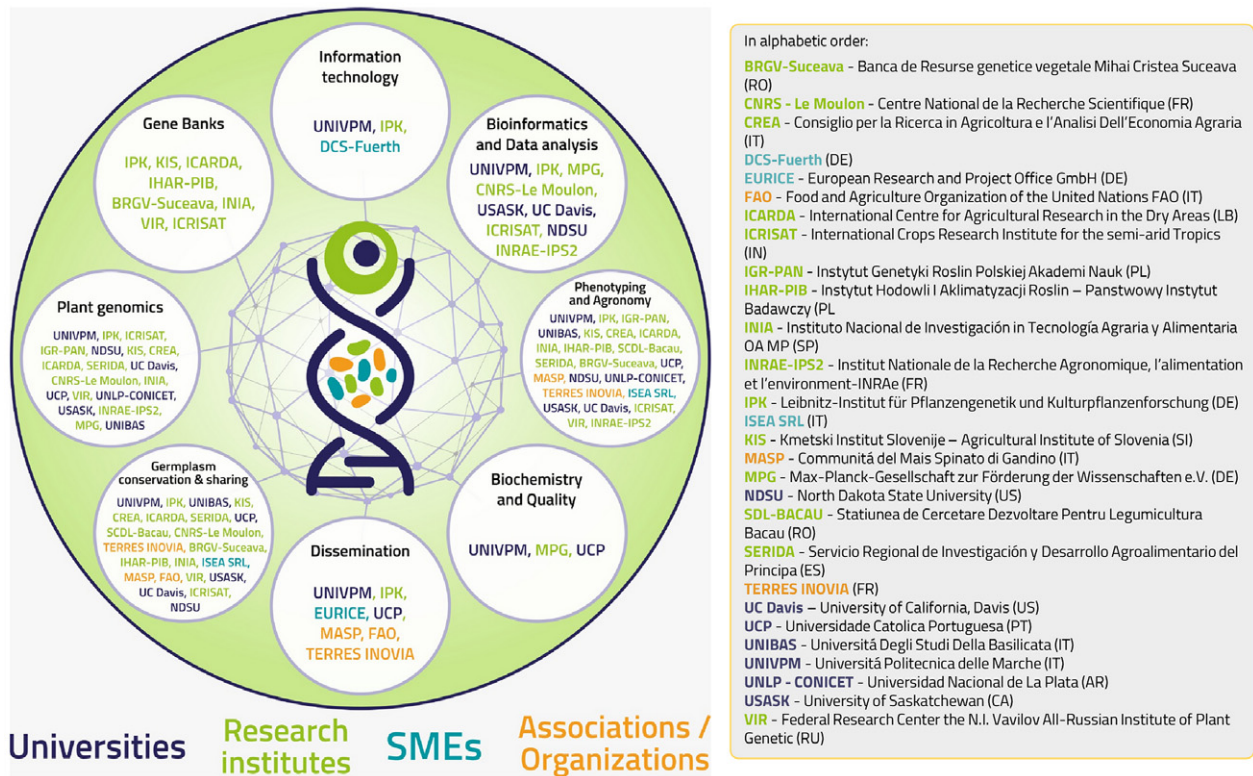 Information
technology
UNIVPM, IPK,
DCS-Fuerth
Gene Banks
IPK, KIS, ICARDA,
IHAR-PIB,
BRGV-Suceava, INIA,
VIR, ICRISAT
Bioinformatics
and Data analysis
UNIVPM, IPK, MPG,
CNRS-Le Moulon,
USASK, UC Davis,
ICRISAT, NDSU
INRAE-IPS2
Plant genomics
UNIVPM, IPK, ICRISAT,
IGR-PAN, NDSU, KIS, CREA,
ICARDA, SERIDA, UC Davis,
CNRS-Le Moulon, INIA,
UCP, VIR, UNLP-CONICET,
USASK, INRAE-IPS2,
MPG, UNIBAS
Phenotyping
and Agronomy
UNIVPM, IPK, IGR-PAN,
UNIBAS, KIS, CREA, ICARDA,
INIA, IHAR-PIB, SCDL-Bacau,
SERIDA, BRGV-Suceava, UCP,
MASP, NDSU, UNLP-CONICET,
TERRES INOVIA, ISEA SRL,
USASK, UC Davis, ICRISAT,
VIR, INRAE-IPS2
Germplasm
conservation & sharing
UNIVPM, IPK, UNIBAS, KIS,
CREA, ICARDA, SERIDA, UCP,
SCDL-Bacau, CNRS-Le Moulon,
TERRES INOVIA, BRGV-Suceava,
IHAR-PIB, INIA, ISEA SRL,
MASP, FAO, VIR, USASK,
UC Davis, ICRISAT,
NDSU
Biochemistry
and Quality
UNIVPM, MPG, UCP
Dissemination
UNIVPM, IPK,
EURICE, UCP,
MASP, FAO,
TERRES INOVIA
Universities
Research
institutes
SMEs
Associations /
Organizations
In alphabetic order:
BRGV-Suceava - Banca de Resurse genetice vegetale Mihai Cristea Suceava
(RO)
CNRS - Le Moulon - Centre National de la Recherche Scientifique (FR)
CREA - Consiglio per la Ricerca in Agricoltura e l'Analisi Dell'Economia Agraria
(IT)
DCS-Fuerth (DE)
EURICE - European Research and Project Office GmbH (DE)
FAO - Food and Agriculture Organization of the United Nations FAO (IT)
ICARDA - International Centre for Agricultural Research in the Dry Areas (LB)
ICRISAT - International Crops Research Institute for the semi-arid Tropics
(IN)
IGR-PAN - Instytut Genetyki Roslin Polskiej Akademi Nauk (PL)
IHAR-PIB - Instytut Hodowli I Aklimatyzacji Roslin – Panstwowy Instytut
Badawczy (PL
INIA - Instituto Nacional de Investigación in Tecnología Agraria y Alimentaria
OA MP (SP)
INRAE-IPS2 - Institut Nationale de la Recherche Agronomique, l'alimentation
et l'environment-INRAe (FR)
IPK - Leibnitz-Institut für Pflanzengenetik und Kulturpflanzenforschung (DE)
ISEA SRL (IT)
KIS - Kmetski Institut Slovenije – Agricultural Institute of Slovenia (SI)
MASP - Communitá del Mais Spinato di Gandino (IT)
MPG - Max-Planck-Gesellschaft zur Förderung der Wissenschaften e.V. (DE)
NDSU - North Dakota State University (US)
SDL-BACAU - Statiunea de Cercetare Dezvoltare Pentru Legumicultura
Bacau (RO)
SERIDA - Servicio Regional de Investigación y Desarrollo Agroalimentario del
Principa (ES)
TERRES INOVIA (FR)
UC Davis – University of California, Davis (US)
UCP - Universidade Catolica Portuguesa (PT)
UNIBAS - Universitá Degli Studi Della Basilicata (IT)
UNIVPM - Universitá Politecnica delle Marche (IT)
UNLP - CONICET - Universidad Nacional de La Plata (AR)
USASK - University of Saskatchewan (CA)
VIR - Federal Research Center the N.I. Vavilov All-Russian Institute of Plant
Genetic (RU)